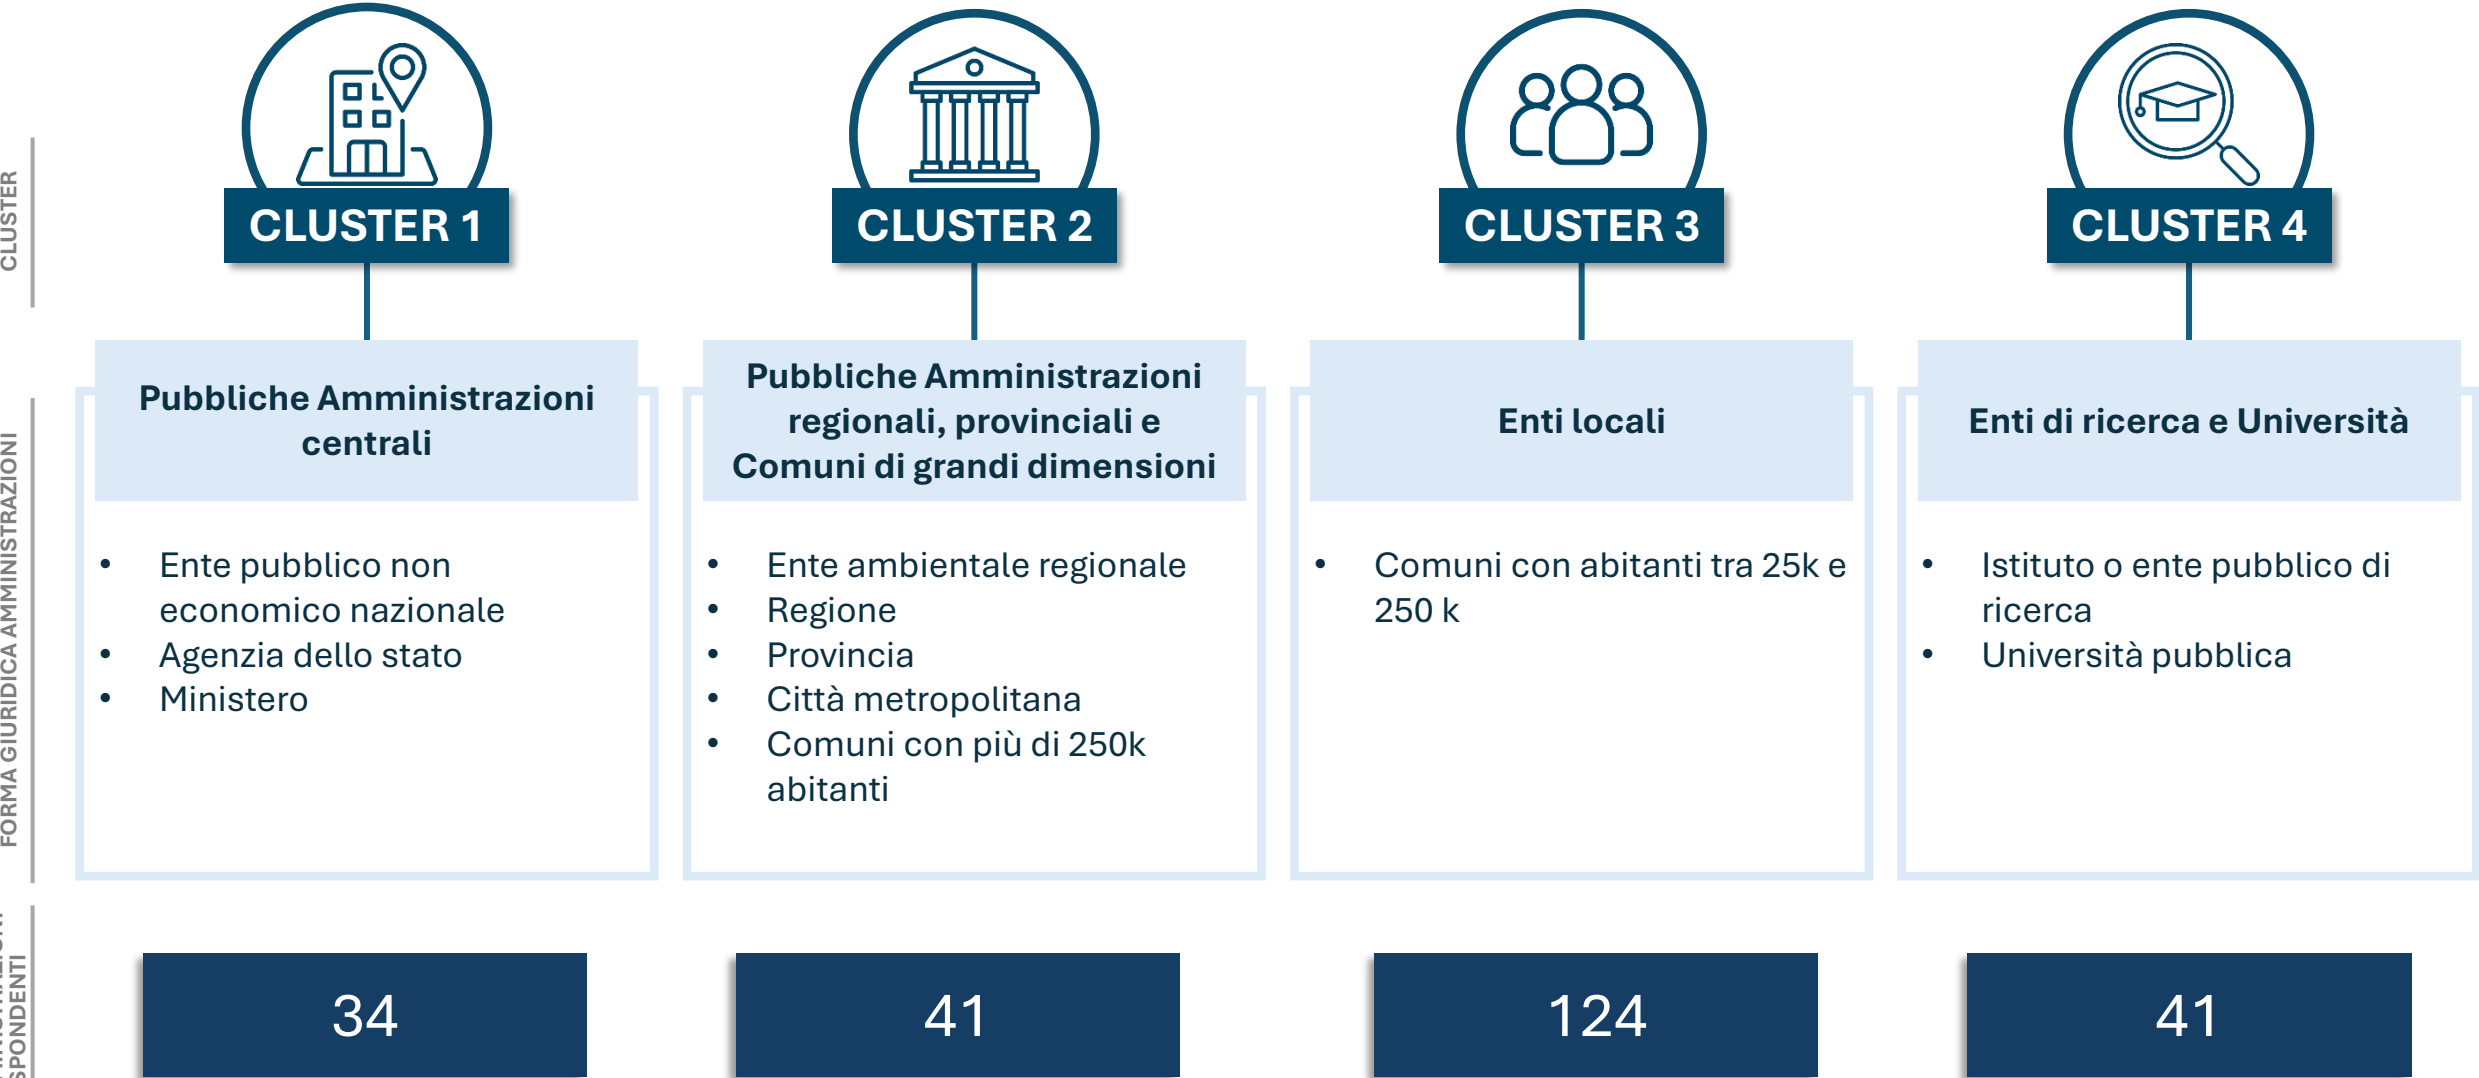 CLUSTER
CLUSTER 1
CLUSTER 2
CLUSTER 3
CLUSTER 4
FORMA GIURIDICA AMMINISTRAZIONI
Pubbliche Amministrazioni
centrali
• Ente pubblico non
economico nazionale
• Agenzia dello stato
• Ministero
Pubbliche Amministrazioni
regionali, provinciali e
Comuni di grandi dimensioni
• Ente ambientale regionale
• Regione
• Provincia
• Città metropolitana
• Comuni con più di 250k
abitanti
Enti locali
• Comuni con abitanti tra 25k e
250 k
Enti di ricerca e Università
• Istituto o ente pubblico di
ricerca
• Università pubblica
34
41
124
41